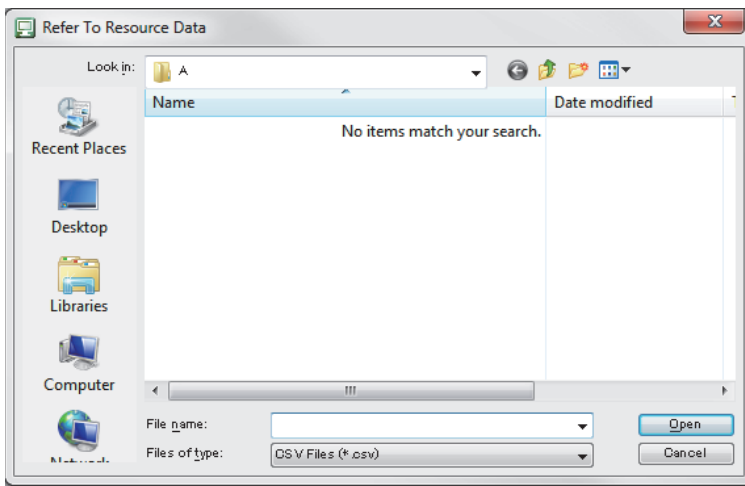 Refer To Resource Data
Look in: A
Name Date modified
No items match your search.
Recent Places
Desktop
Libraries
Computer
Network
File name:
Open
Files of type: CSV Files (*.csv)
Cancel